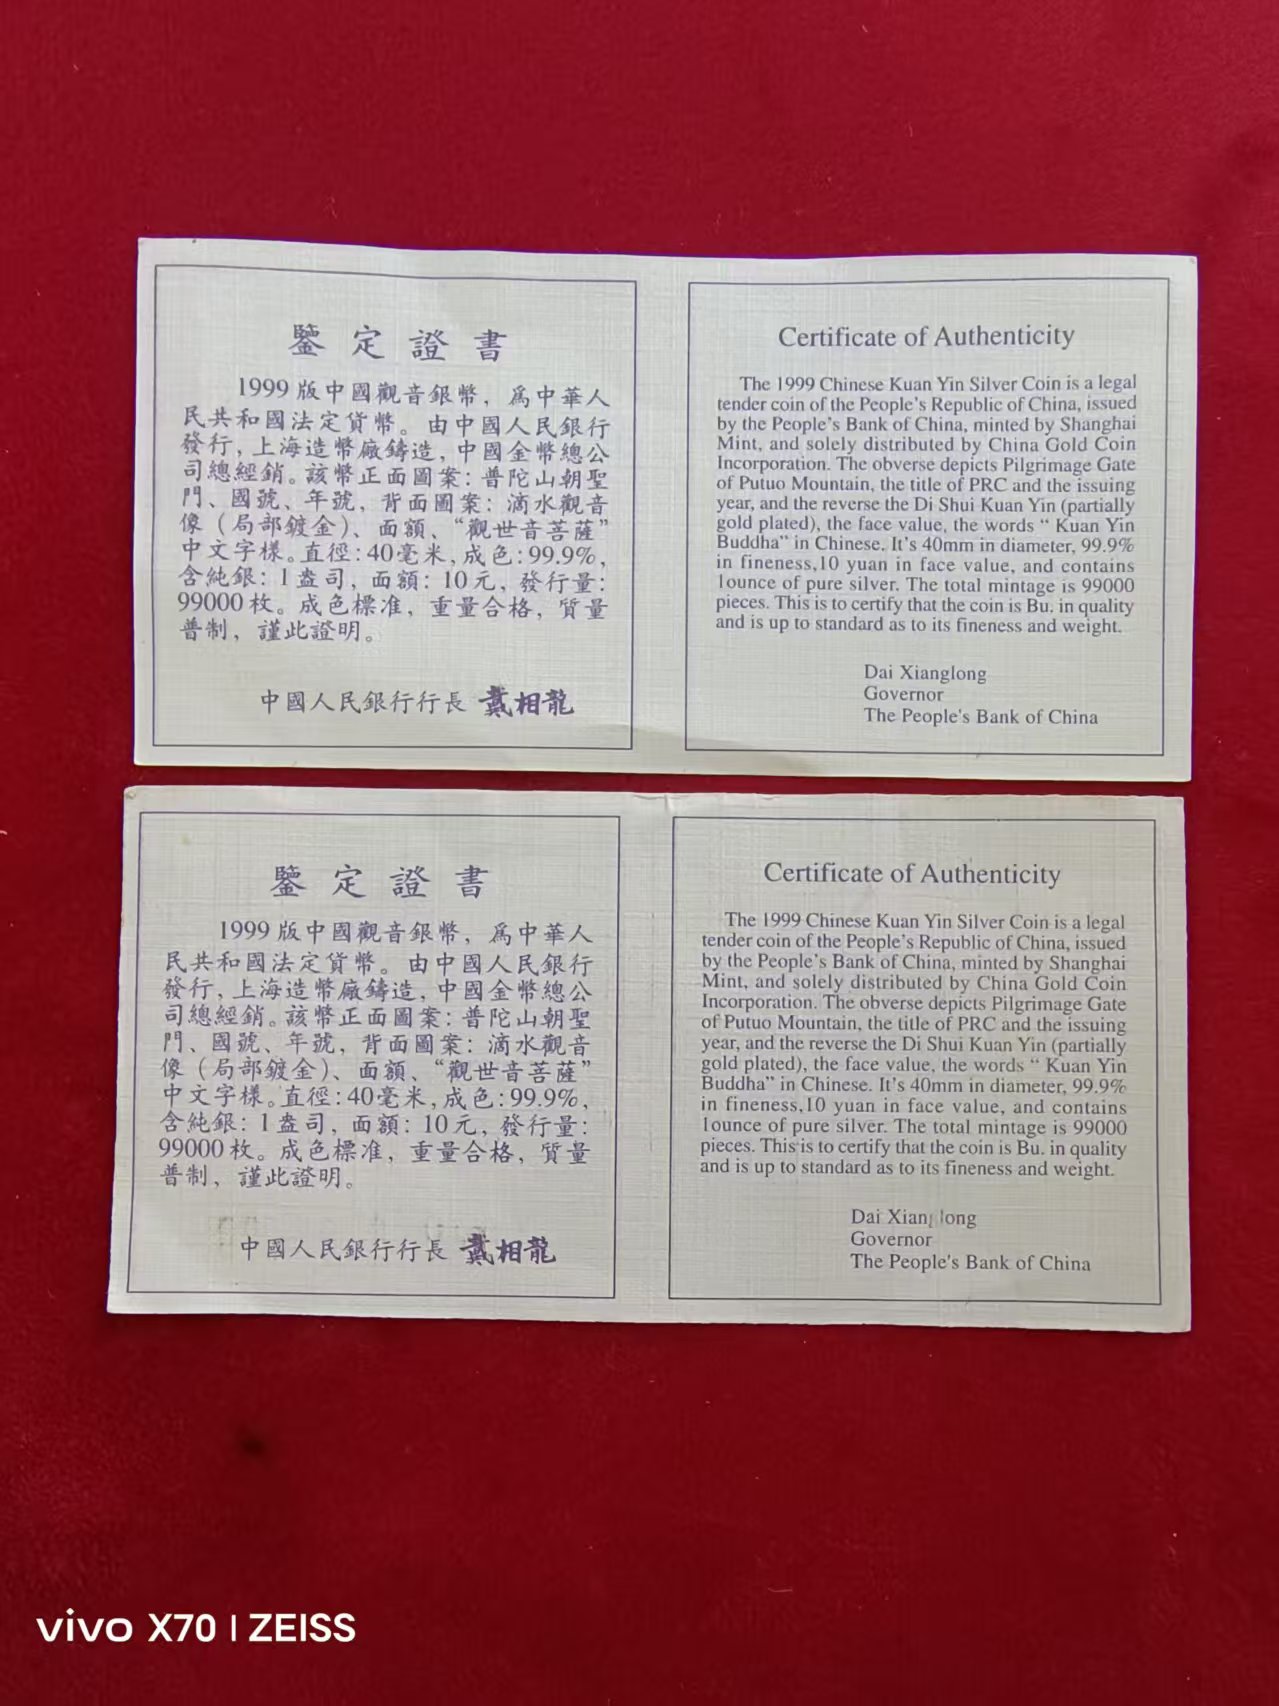 鑒定證書
1999版中國觀音銀幣，為中華人
民共和國法定貨幣。由中國人民銀行
發行，上海造幣廠鑄造，中國金幣總公
司總經銷。該幣正面圖案：普陀山朝聖
門、國號、年號，背面圖案：滴水觀音
像（局部鍍金）、面額、“觀世音菩薩”
中文字樣。直徑：40毫米，成色：99.9%，
含純銀：1盎司，面額：10元，發行量：
99000枚。成色標准，重量合格，質量
普制，謹此證明。
中國人民銀行行長 戴相龍
Certificate of Authenticity
The 1999 Chinese Kuan Yin Silver Coin is a legal
tender coin of the People's Republic of China, issued
by the People's Bank of China, minted by Shanghai
Mint, and solely distributed by China Gold Coin
Incorporation. The obverse depicts Pilgrimage Gate
of Putuo Mountain, the title of PRC and the issuing
year, and the reverse the Di Shui Kuan Yin (partially
gold plated), the face value, the words “ Kuan Yin
Buddha” in Chinese. It's 40mm in diameter, 99.9%
in fineness,10 yuan in face value, and contains
1ounce of pure silver. The total mintage is 99000
pieces. This is to certify that the coin is Bu. in quality
and is up to standard as to its fineness and weight.
Dai Xianglong
Governor
The People's Bank of China
鑒定證書
1999版中國觀音銀幣，為中華人
民共和國法定貨幣。由中國人民銀行
發行，上海造幣廠鑄造，中國金幣總公
司總經銷。該幣正面圖案：普陀山朝聖
門、國號、年號，背面圖案：滴水觀音
像（局部鍍金）、面額、“觀世音菩薩”
中文字樣。直徑：40毫米，成色：99.9%，
含純銀：1盎司，面額：10元，發行量：
99000枚。成色標准，重量合格，質量
普制，謹此證明。
中國人民銀行行長 戴相龍
Certificate of Authenticity
The 1999 Chinese Kuan Yin Silver Coin is a legal
tender coin of the People's Republic of China, issued
by the People's Bank of China, minted by Shanghai
Mint, and solely distributed by China Gold Coin
Incorporation. The obverse depicts Pilgrimage Gate
of Putuo Mountain, the title of PRC and the issuing
year, and the reverse the Di Shui Kuan Yin (partially
gold plated), the face value, the words “ Kuan Yin
Buddha” in Chinese. It's 40mm in diameter, 99.9%
in fineness,10 yuan in face value, and contains
1ounce of pure silver. The total mintage is 99000
pieces. This is to certify that the coin is Bu. in quality
and is up to standard as to its fineness and weight.
Dai Xianglong
Governor
The People's Bank of China
vivo X70 | ZEISS